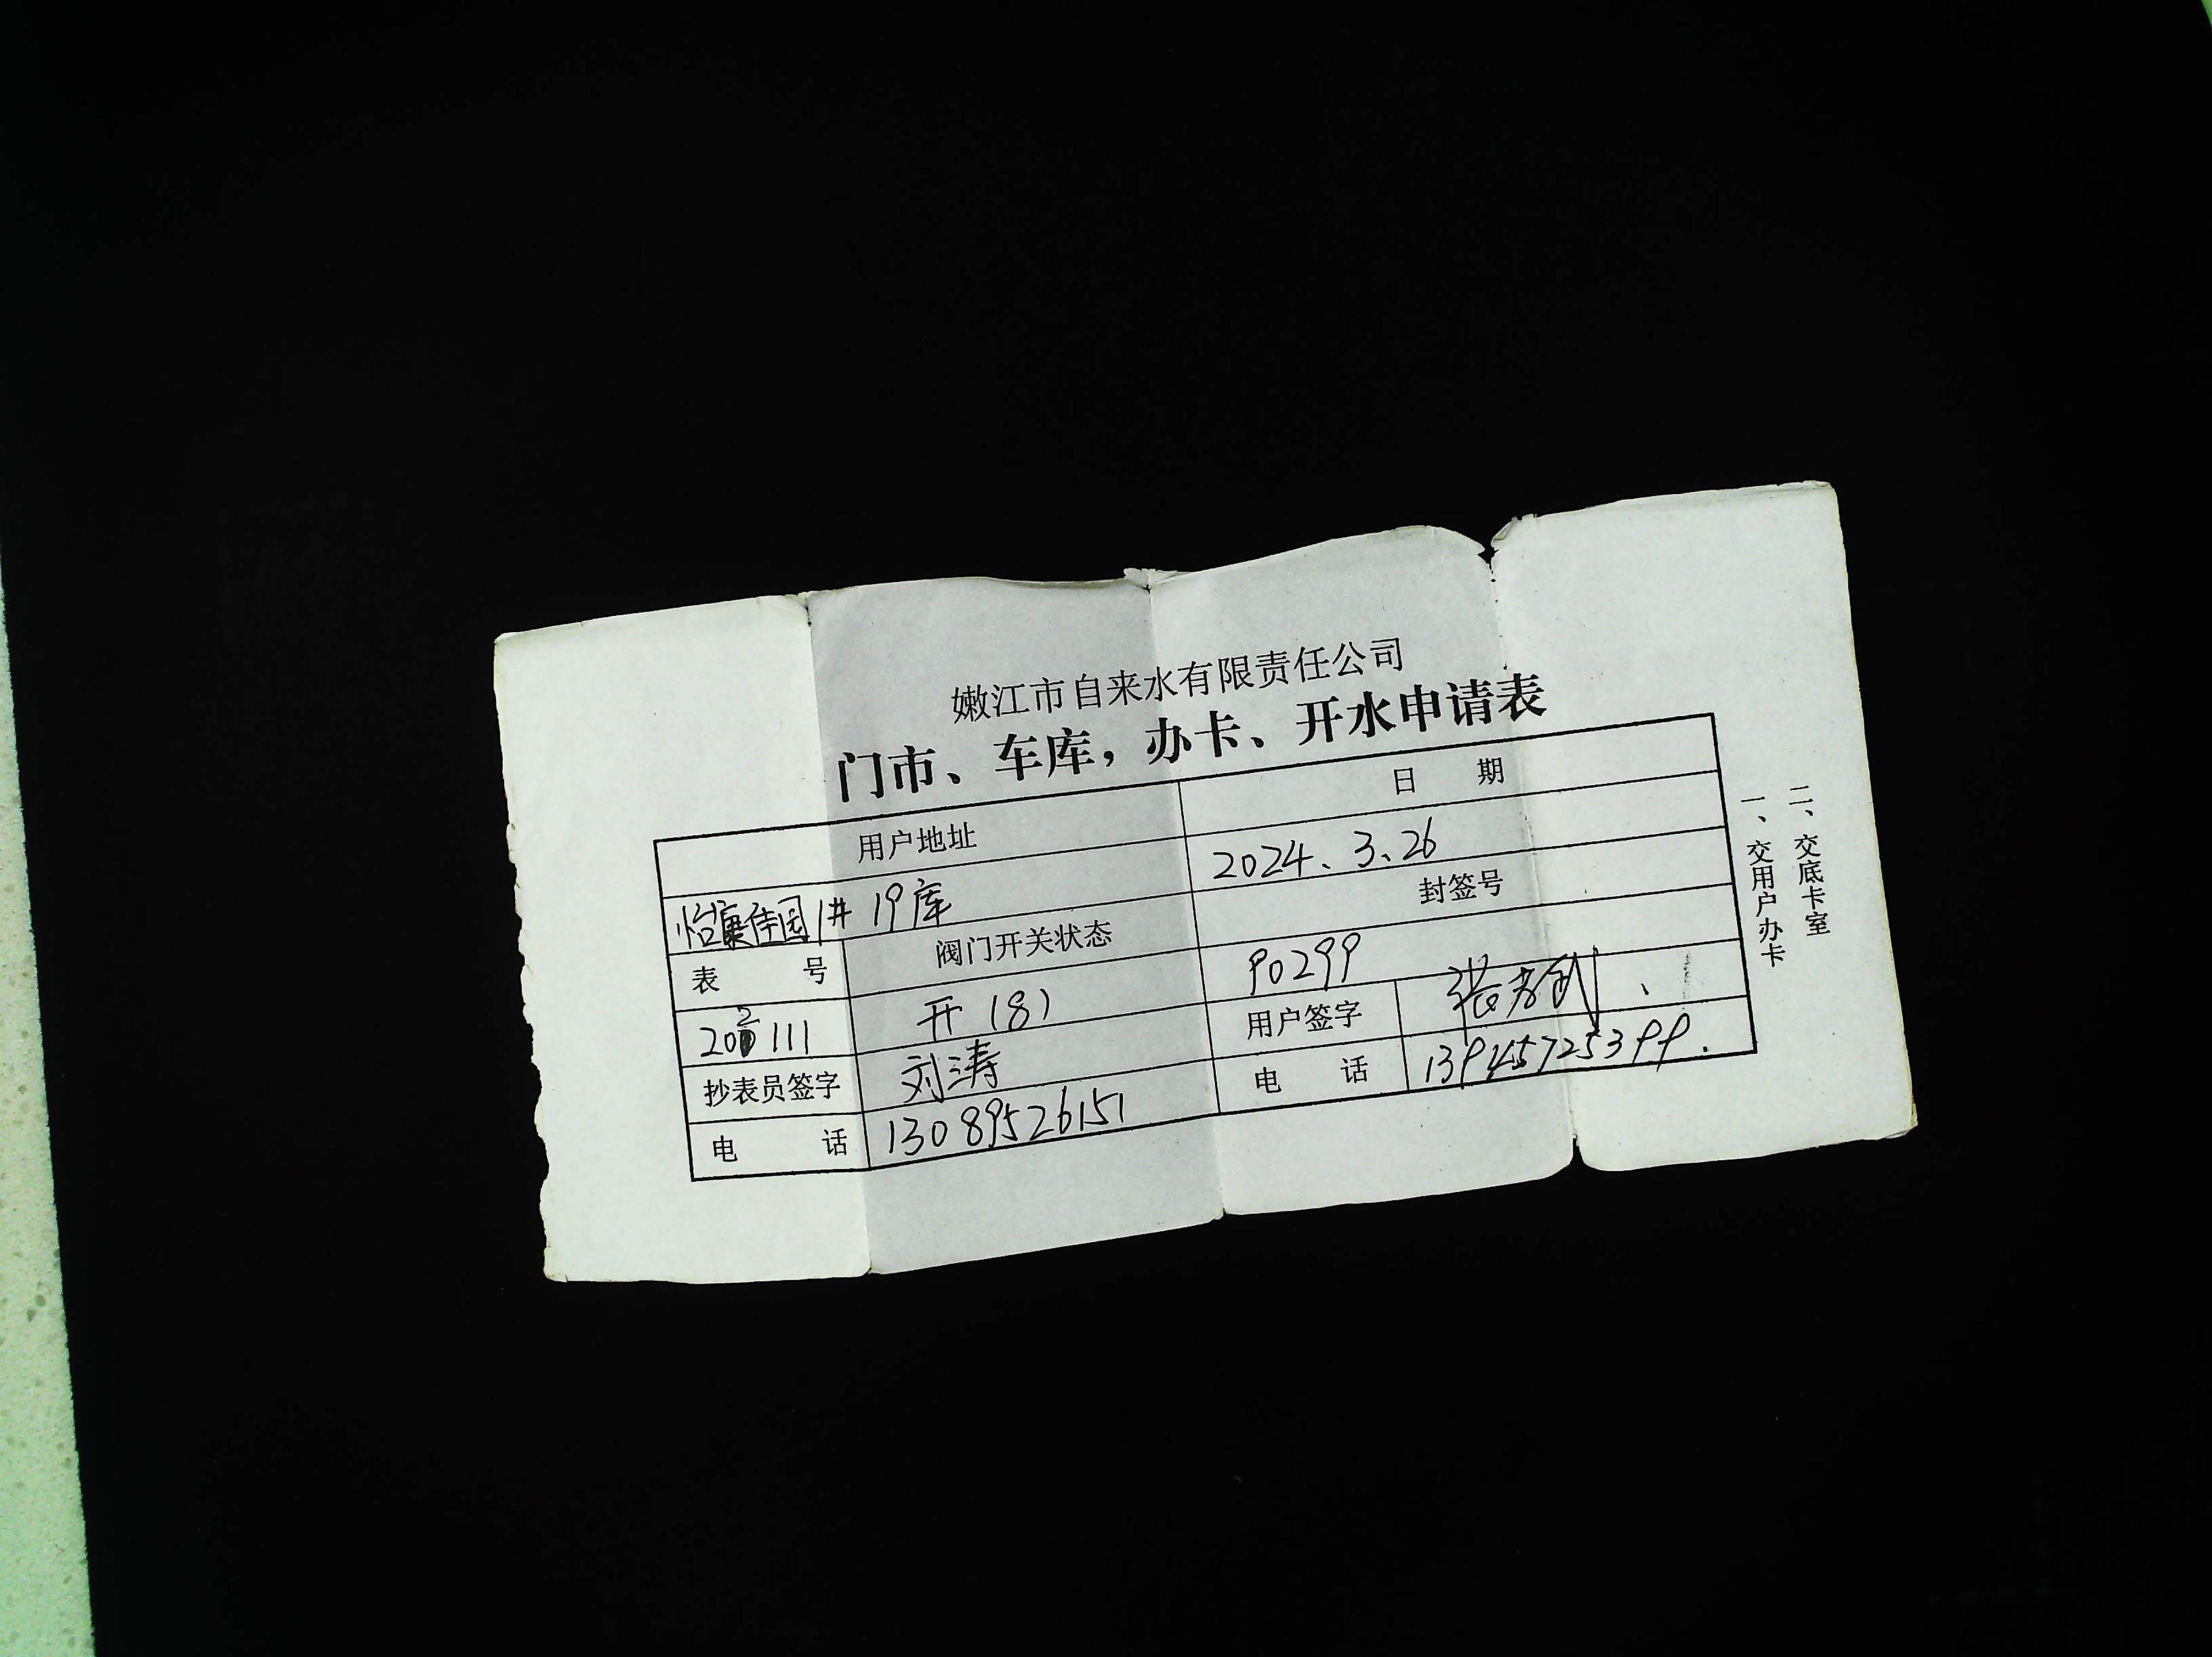 嫩江市自来水有限责任公司
门市、车库，办卡、开水申请表
用户地址 日 期
怡康佳园1# 19库 2024、3、26
表 号 阀门开关状态 封签号
202111 开（8） 90299
抄表员签字 刘涛 用户签字 张
电 话 13089526151 电 话 13945725399.
一、交用户办卡
二、交底卡室